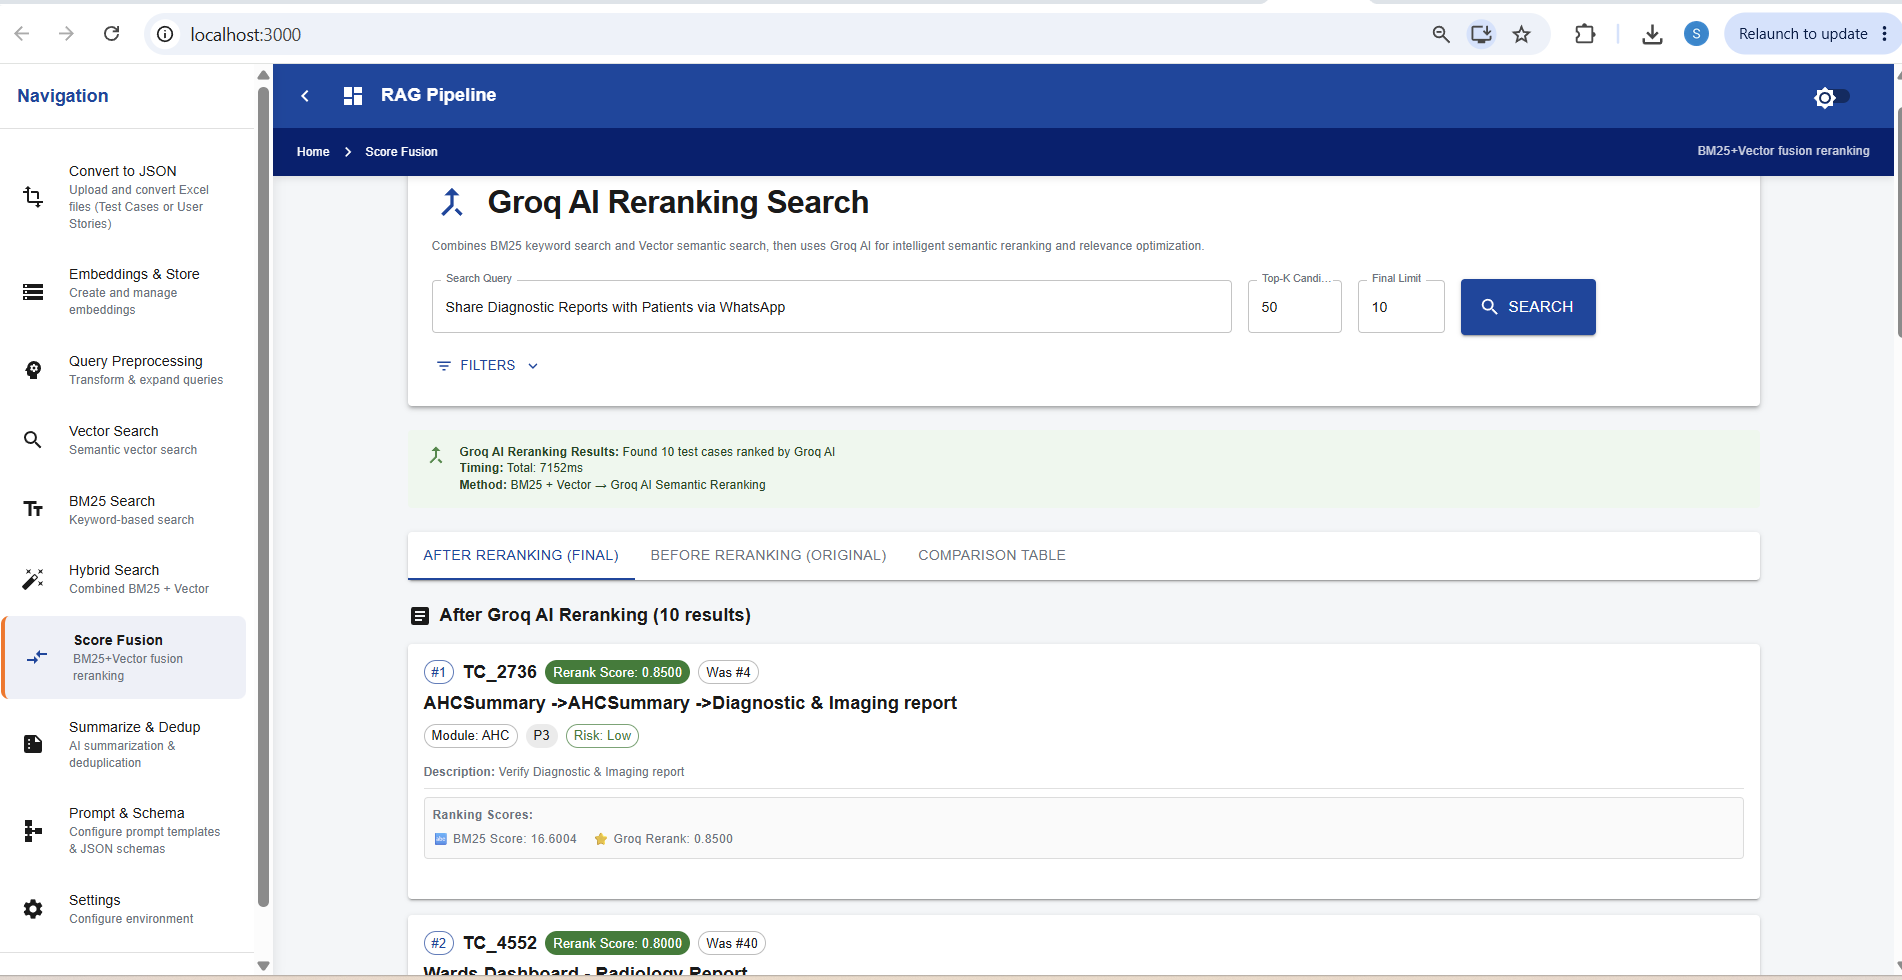 localhost:3000
S
Relaunch to update
Navigation
Convert to JSON
Upload and convert Excel
files (Test Cases or User
Stories)
Embeddings & Store
Create and manage
embeddings
Query Preprocessing
Transform & expand queries
Vector Search
Semantic vector search
BM25 Search
Keyword-based search
Hybrid Search
Combined BM25 + Vector
Score Fusion
BM25+Vector fusion
reranking
Summarize & Dedup
AI summarization &
deduplication
Prompt & Schema
Configure prompt templates
& JSON schemas
Settings
Configure environment
RAG Pipeline
Home
Score Fusion
BM25+Vector fusion reranking
Groq AI Reranking Search
Combines BM25 keyword search and Vector semantic search, then uses Groq AI for intelligent semantic reranking and relevance optimization.
Search Query
Share Diagnostic Reports with Patients via WhatsApp
Top-K Candi...
50
Final Limit
10
SEARCH
FILTERS
Groq AI Reranking Results: Found 10 test cases ranked by Groq AI
Timing: Total: 7152ms
Method: BM25 + Vector → Groq AI Semantic Reranking
AFTER RERANKING (FINAL)
BEFORE RERANKING (ORIGINAL)
COMPARISON TABLE
After Groq AI Reranking (10 results)
#1 TC_2736 Rerank Score: 0.8500 Was #4
AHCSummary ->AHCSummary ->Diagnostic & Imaging report
Module: AHC P3 Risk: Low
Description: Verify Diagnostic & Imaging report
Ranking Scores:
BM25 Score: 16.6004 Groq Rerank: 0.8500
#2 TC_4552 Rerank Score: 0.8000 Was #40
Wards Dashboard - Radiology Report